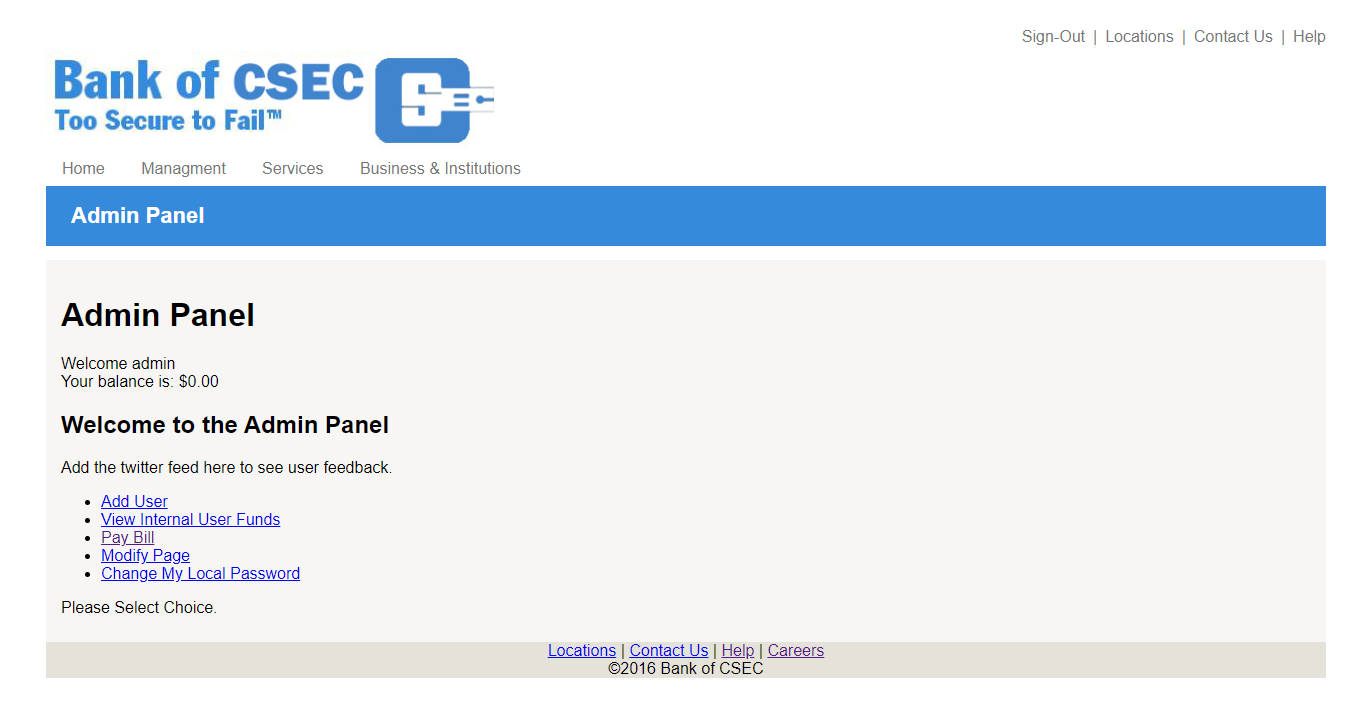 Sign-Out | Locations | Contact Us | Help
Bank of CSEC
Too Secure to Fail™
Home Managment Services Business & Institutions
Admin Panel
Admin Panel
Welcome admin
Your balance is: $0.00
Welcome to the Admin Panel
Add the twitter feed here to see user feedback.
Add User
View Internal User Funds
Pay Bill
Modify Page
Change My Local Password
Please Select Choice.
Locations | Contact Us | Help | Careers
©2016 Bank of CSEC